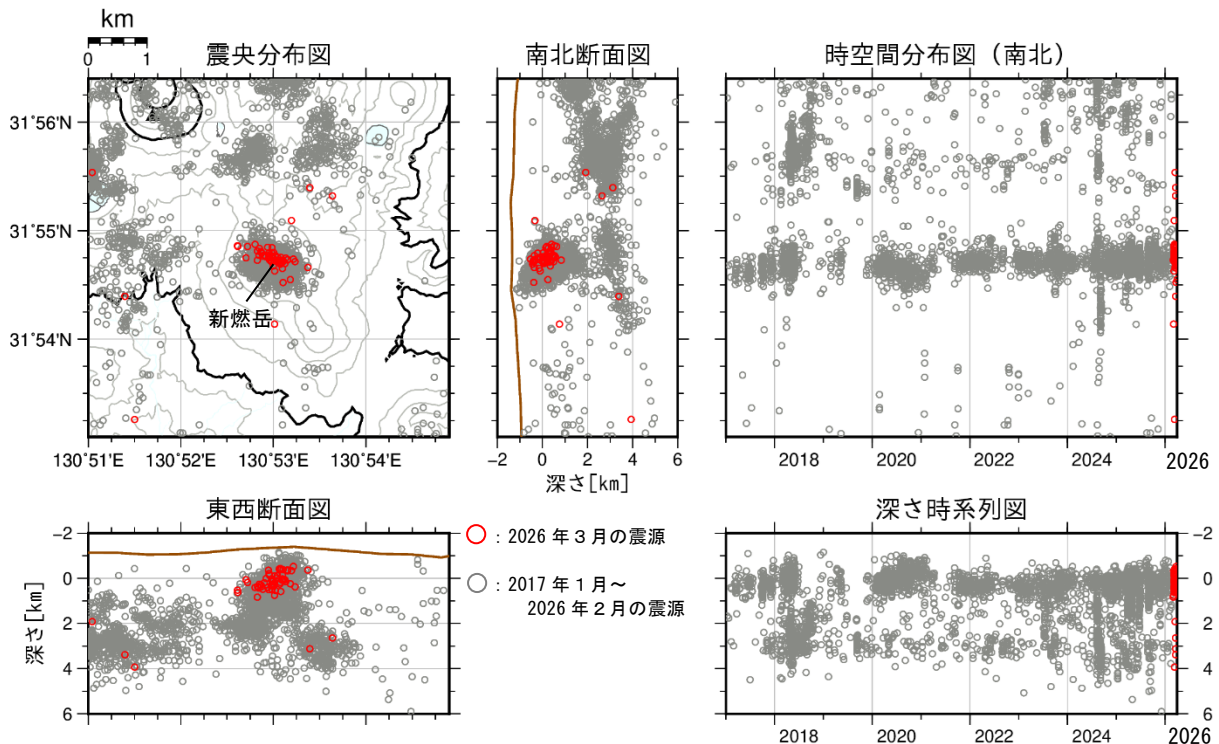 km
0 1
震央分布図
南北断面図
時空間分布図（南北）
31°56'N
31°55'N
31°54'N
新燃岳
130°51'E 130°52'E 130°53'E 130°54'E
-2 0 2 4 6
深さ[km]
2018 2020 2022 2024 2026
東西断面図
深さ時系列図
-2
0
2
4
6
深さ[km]
：2026 年３月の震源
：2017 年１月～
2026 年２月の震源
-2
0
2
4
6
2018 2020 2022 2024 2026